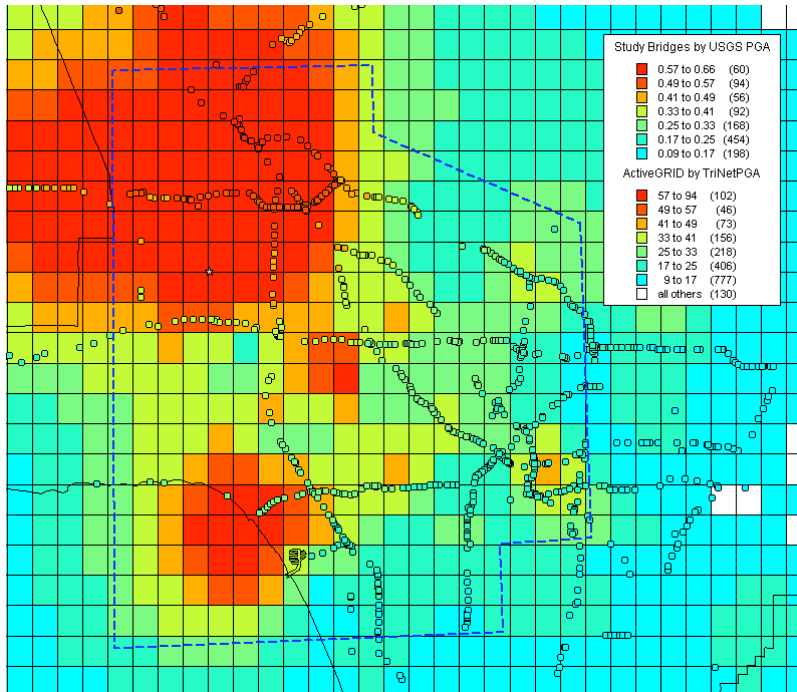 Study Bridges by USGS PGA
0.57 to 0.66 (60)
0.49 to 0.57 (94)
0.41 to 0.49 (56)
0.33 to 0.41 (92)
0.25 to 0.33 (168)
0.17 to 0.25 (454)
0.09 to 0.17 (198)
ActiveGRID by TriNetPGA
57 to 94 (102)
49 to 57 (46)
41 to 49 (73)
33 to 41 (156)
25 to 33 (218)
17 to 25 (406)
9 to 17 (777)
all others (130)